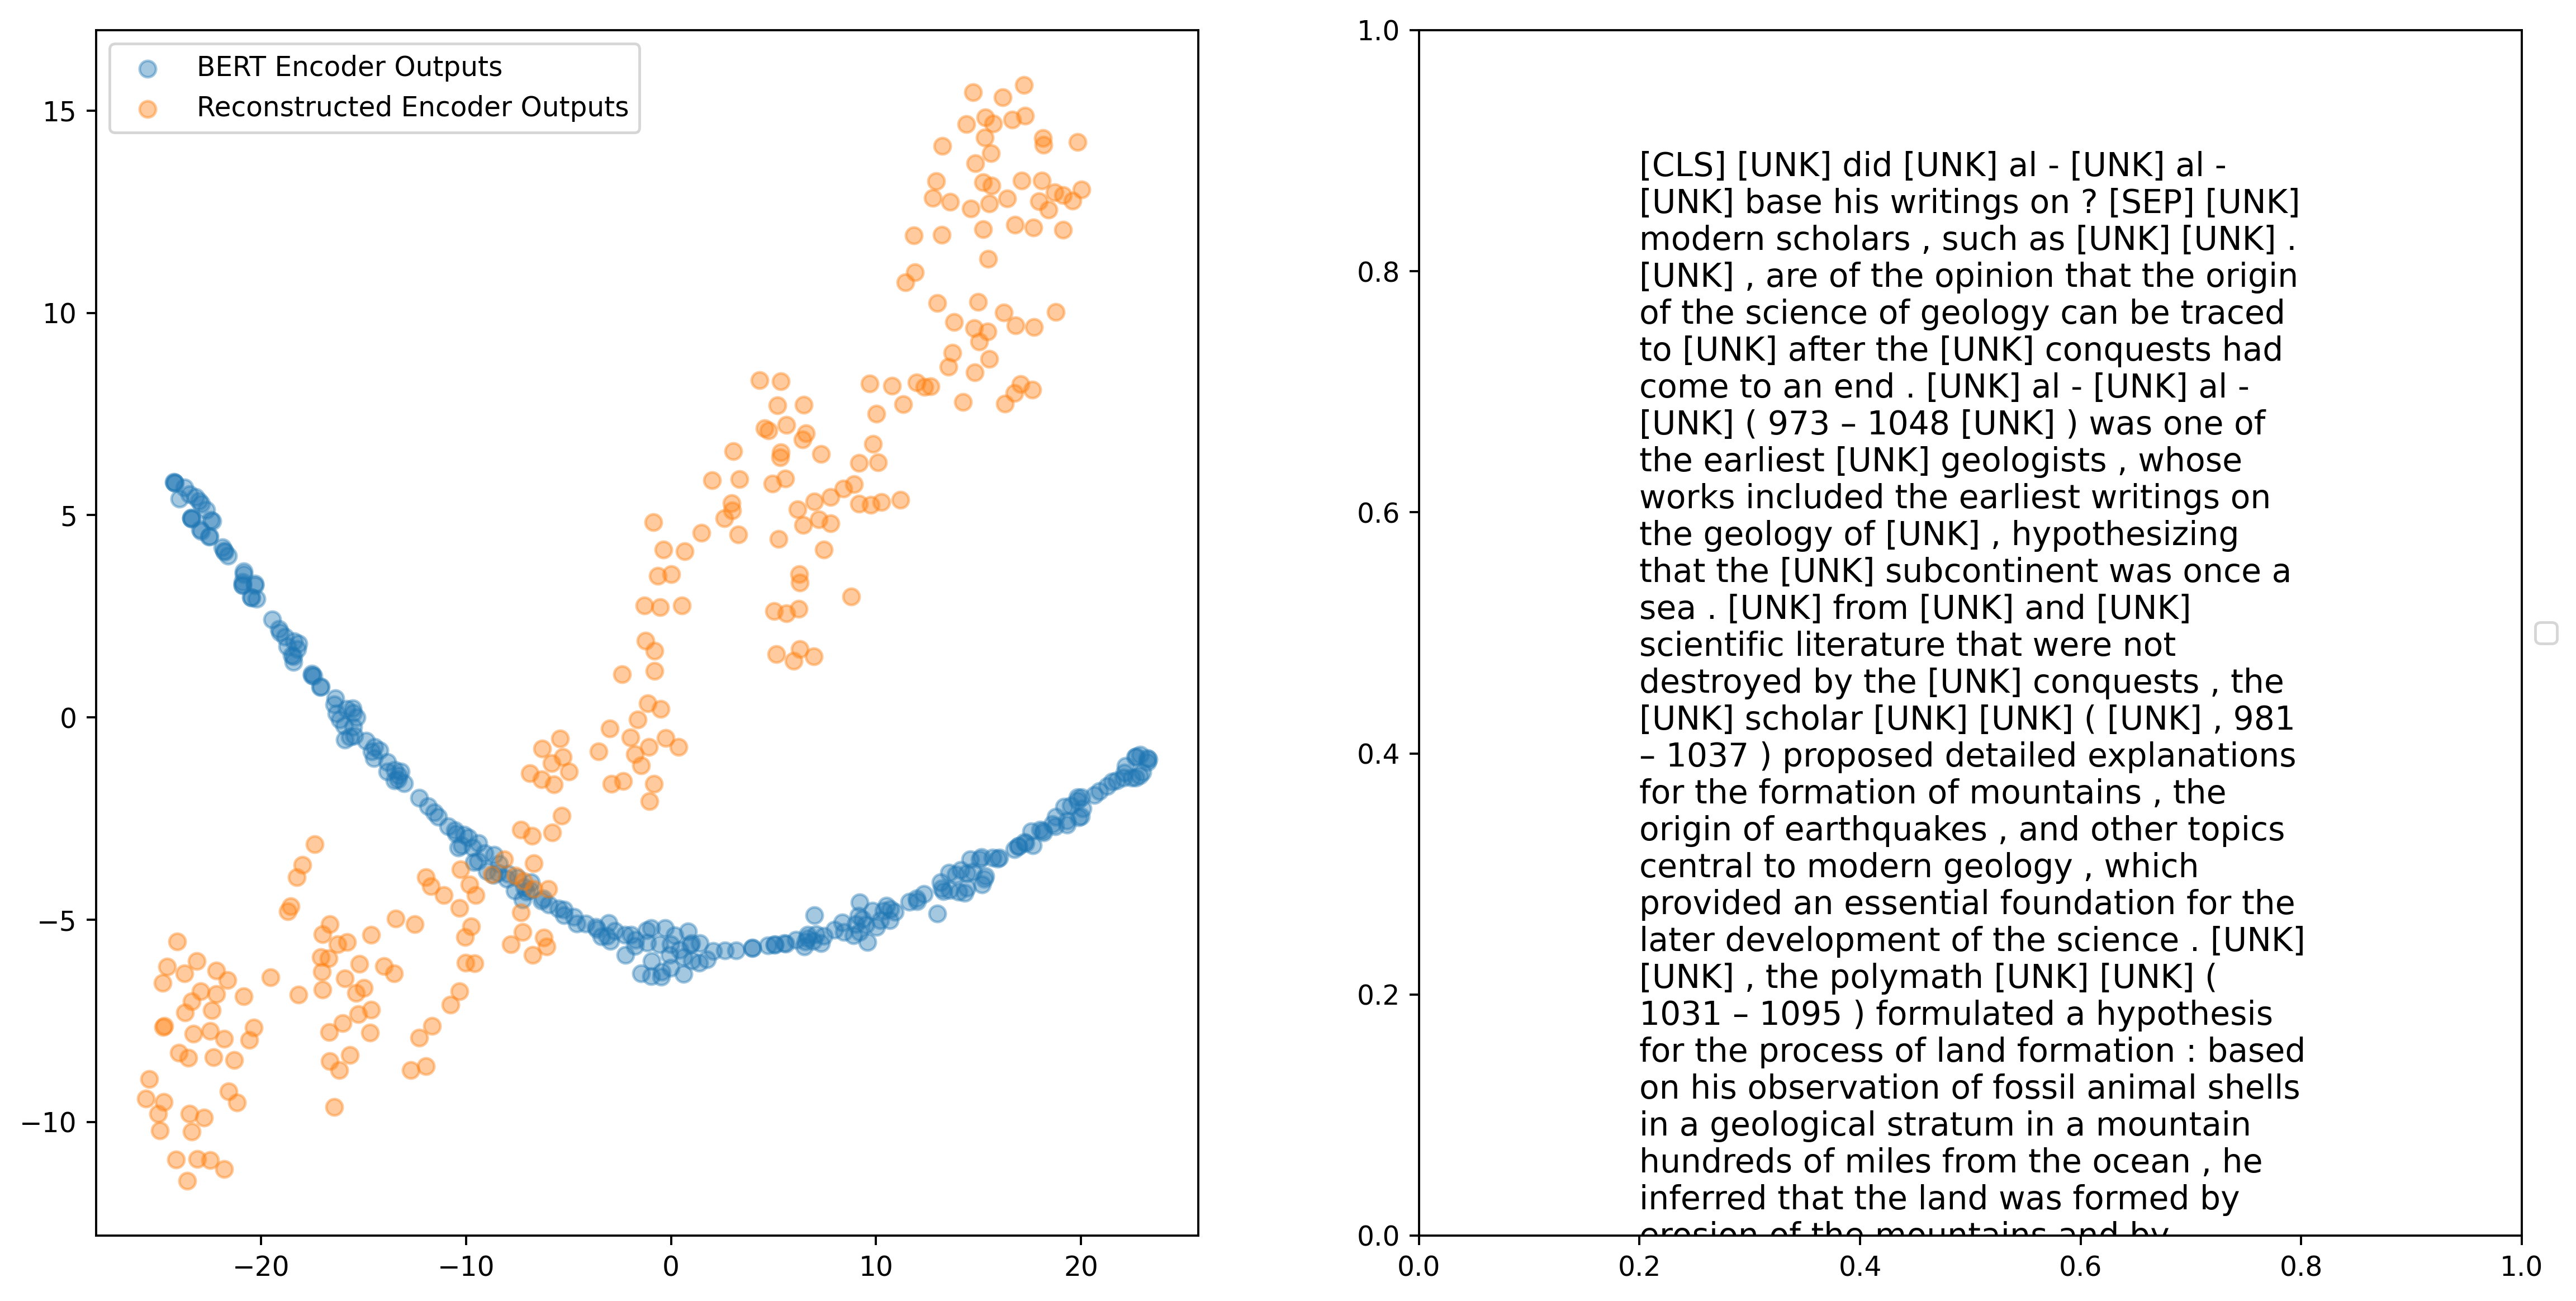 BERT Encoder Outputs
Reconstructed Encoder Outputs
15
10
5
0
−5
−10
−20
−10
0
10
20
1.0
0.8
0.6
0.4
0.2
0.0
0.0
0.2
0.4
0.6
0.8
1.0
[CLS] [UNK] did [UNK] al - [UNK] al -
[UNK] base his writings on ? [SEP] [UNK]
modern scholars , such as [UNK] [UNK] .
[UNK] , are of the opinion that the origin
of the science of geology can be traced
to [UNK] after the [UNK] conquests had
come to an end . [UNK] al - [UNK] al -
[UNK] ( 973 – 1048 [UNK] ) was one of
the earliest [UNK] geologists , whose
works included the earliest writings on
the geology of [UNK] , hypothesizing
that the [UNK] subcontinent was once a
sea . [UNK] from [UNK] and [UNK]
scientific literature that were not
destroyed by the [UNK] conquests , the
[UNK] scholar [UNK] [UNK] ( [UNK] , 981
– 1037 ) proposed detailed explanations
for the formation of mountains , the
origin of earthquakes , and other topics
central to modern geology , which
provided an essential foundation for the
later development of the science . [UNK]
[UNK] , the polymath [UNK] [UNK] (
1031 – 1095 ) formulated a hypothesis
for the process of land formation : based
on his observation of fossil animal shells
in a geological stratum in a mountain
hundreds of miles from the ocean , he
inferred that the land was formed by
erosion of the mountains and by